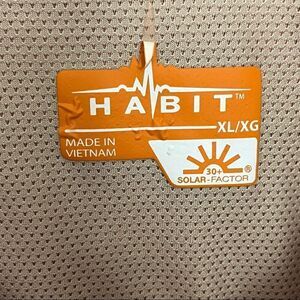 HABIT™
XL/XG
MADE IN
VIETNAM
30+
SOLAR-FACTOR®